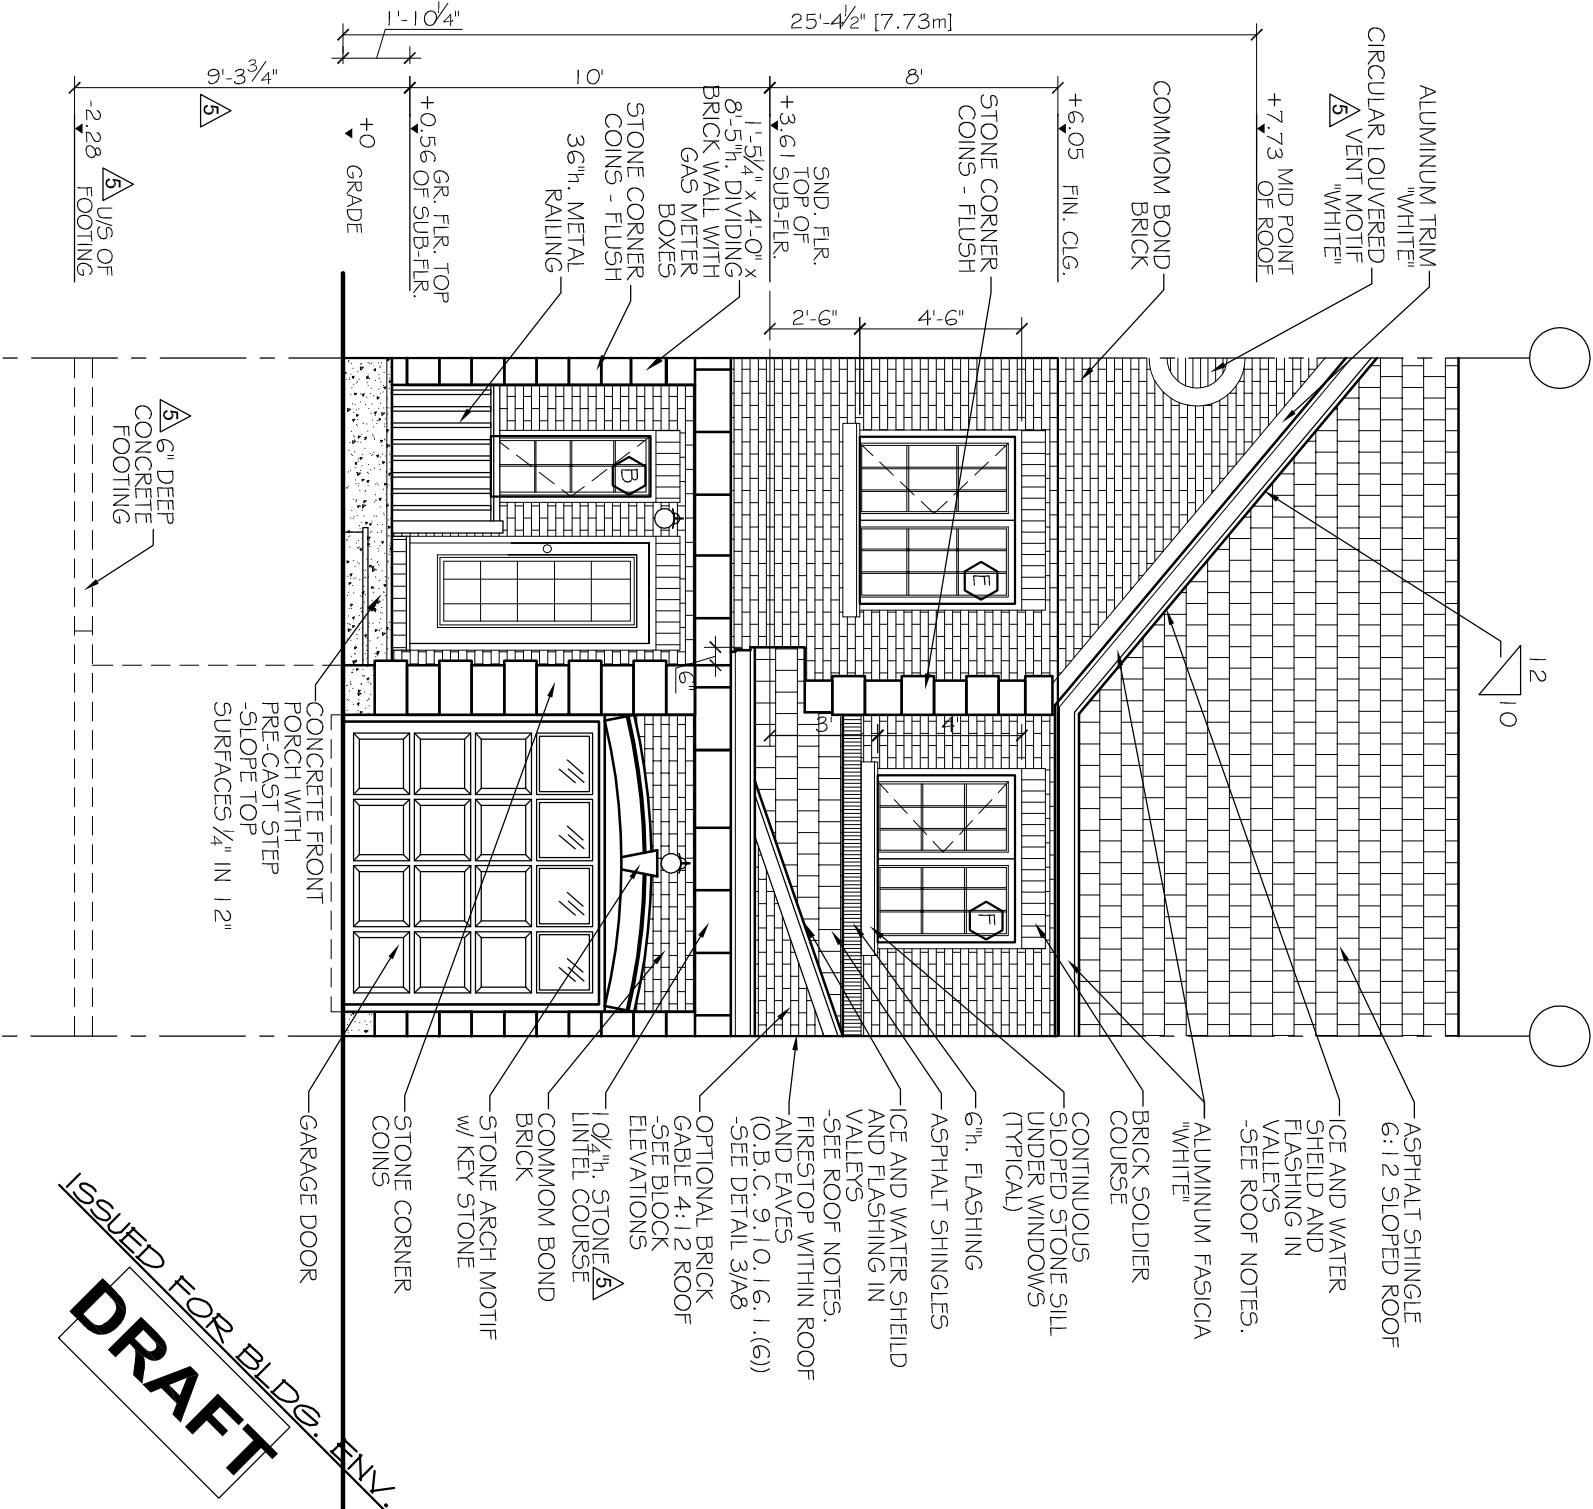 ALUMINUM TRIM
"WHITE"
CIRCULAR LOUVERED
5 VENT MOTIF
"WHITE"
+7.73 MID POINT
OF ROOF
COMMOM BOND
BRICK
+6.05 FIN. CLG.
STONE CORNER
COINS - FLUSH
SND. FLR.
TOP OF
+3.61 SUB-FLR.
1'-5¼" x 4'-0" x
8'-5"h. DIVIDING
BRICK WALL WITH
GAS METER
BOXES
STONE CORNER
COINS - FLUSH
36"h. METAL
RAILING
+0.56 GR. FLR. TOP
OF SUB-FLR.
+0 GRADE
-2.28 5 U/S OF
FOOTING
25'-4½" [7.73m]
8'
10'
1'-10¼"
9'-3¾"
5
4'-6"
2'-6"
4'
3'
6"
12
10
B
E
F
5 6" DEEP
CONCRETE
FOOTING
CONCRETE FRONT
PORCH WITH
PRE-CAST STEP
-SLOPE TOP
SURFACES ¼" IN 12"
ASPHALT SHINGLE
6:12 SLOPED ROOF
ICE AND WATER
SHEILD AND
FLASHING IN
VALLEYS
-SEE ROOF NOTES.
ALUMINUM FASICIA
"WHITE"
BRICK SOLDIER
COURSE
CONTINUOUS
SLOPED STONE SILL
UNDER WINDOWS
(TYPICAL)
6"h. FLASHING
ASPHALT SHINGLES
ICE AND WATER SHEILD
AND FLASHING IN
VALLEYS
-SEE ROOF NOTES.
FIRESTOP WITHIN ROOF
AND EAVES
(O.B.C. 9.10.16.1.(6))
-SEE DETAIL 3/A8
OPTIONAL BRICK
GABLE 4:12 ROOF
-SEE BLOCK
ELEVATIONS
10¼"h. STONE 5
LINTEL COURSE
COMMOM BOND
BRICK
STONE ARCH MOTIF
w/ KEY STONE
STONE CORNER
COINS
GARAGE DOOR
ISSUED FOR BLDG. ENV.
DRAFT